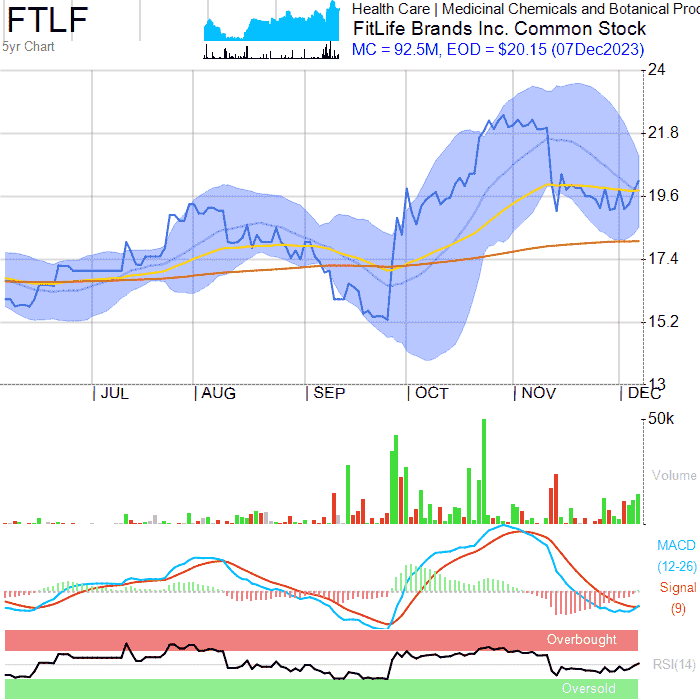 FTLF
5yr Chart
Health Care | Medicinal Chemicals and Botanical Proc
FitLife Brands Inc. Common Stock
MC = 92.5M, EOD = $20.15 (07Dec2023)
24
21.8
19.6
17.4
15.2
13
JUL AUG SEP OCT NOV DEC
50k
Volume
MACD
(12-26)
Signal
(9)
Overbought
RSI(14)
Oversold